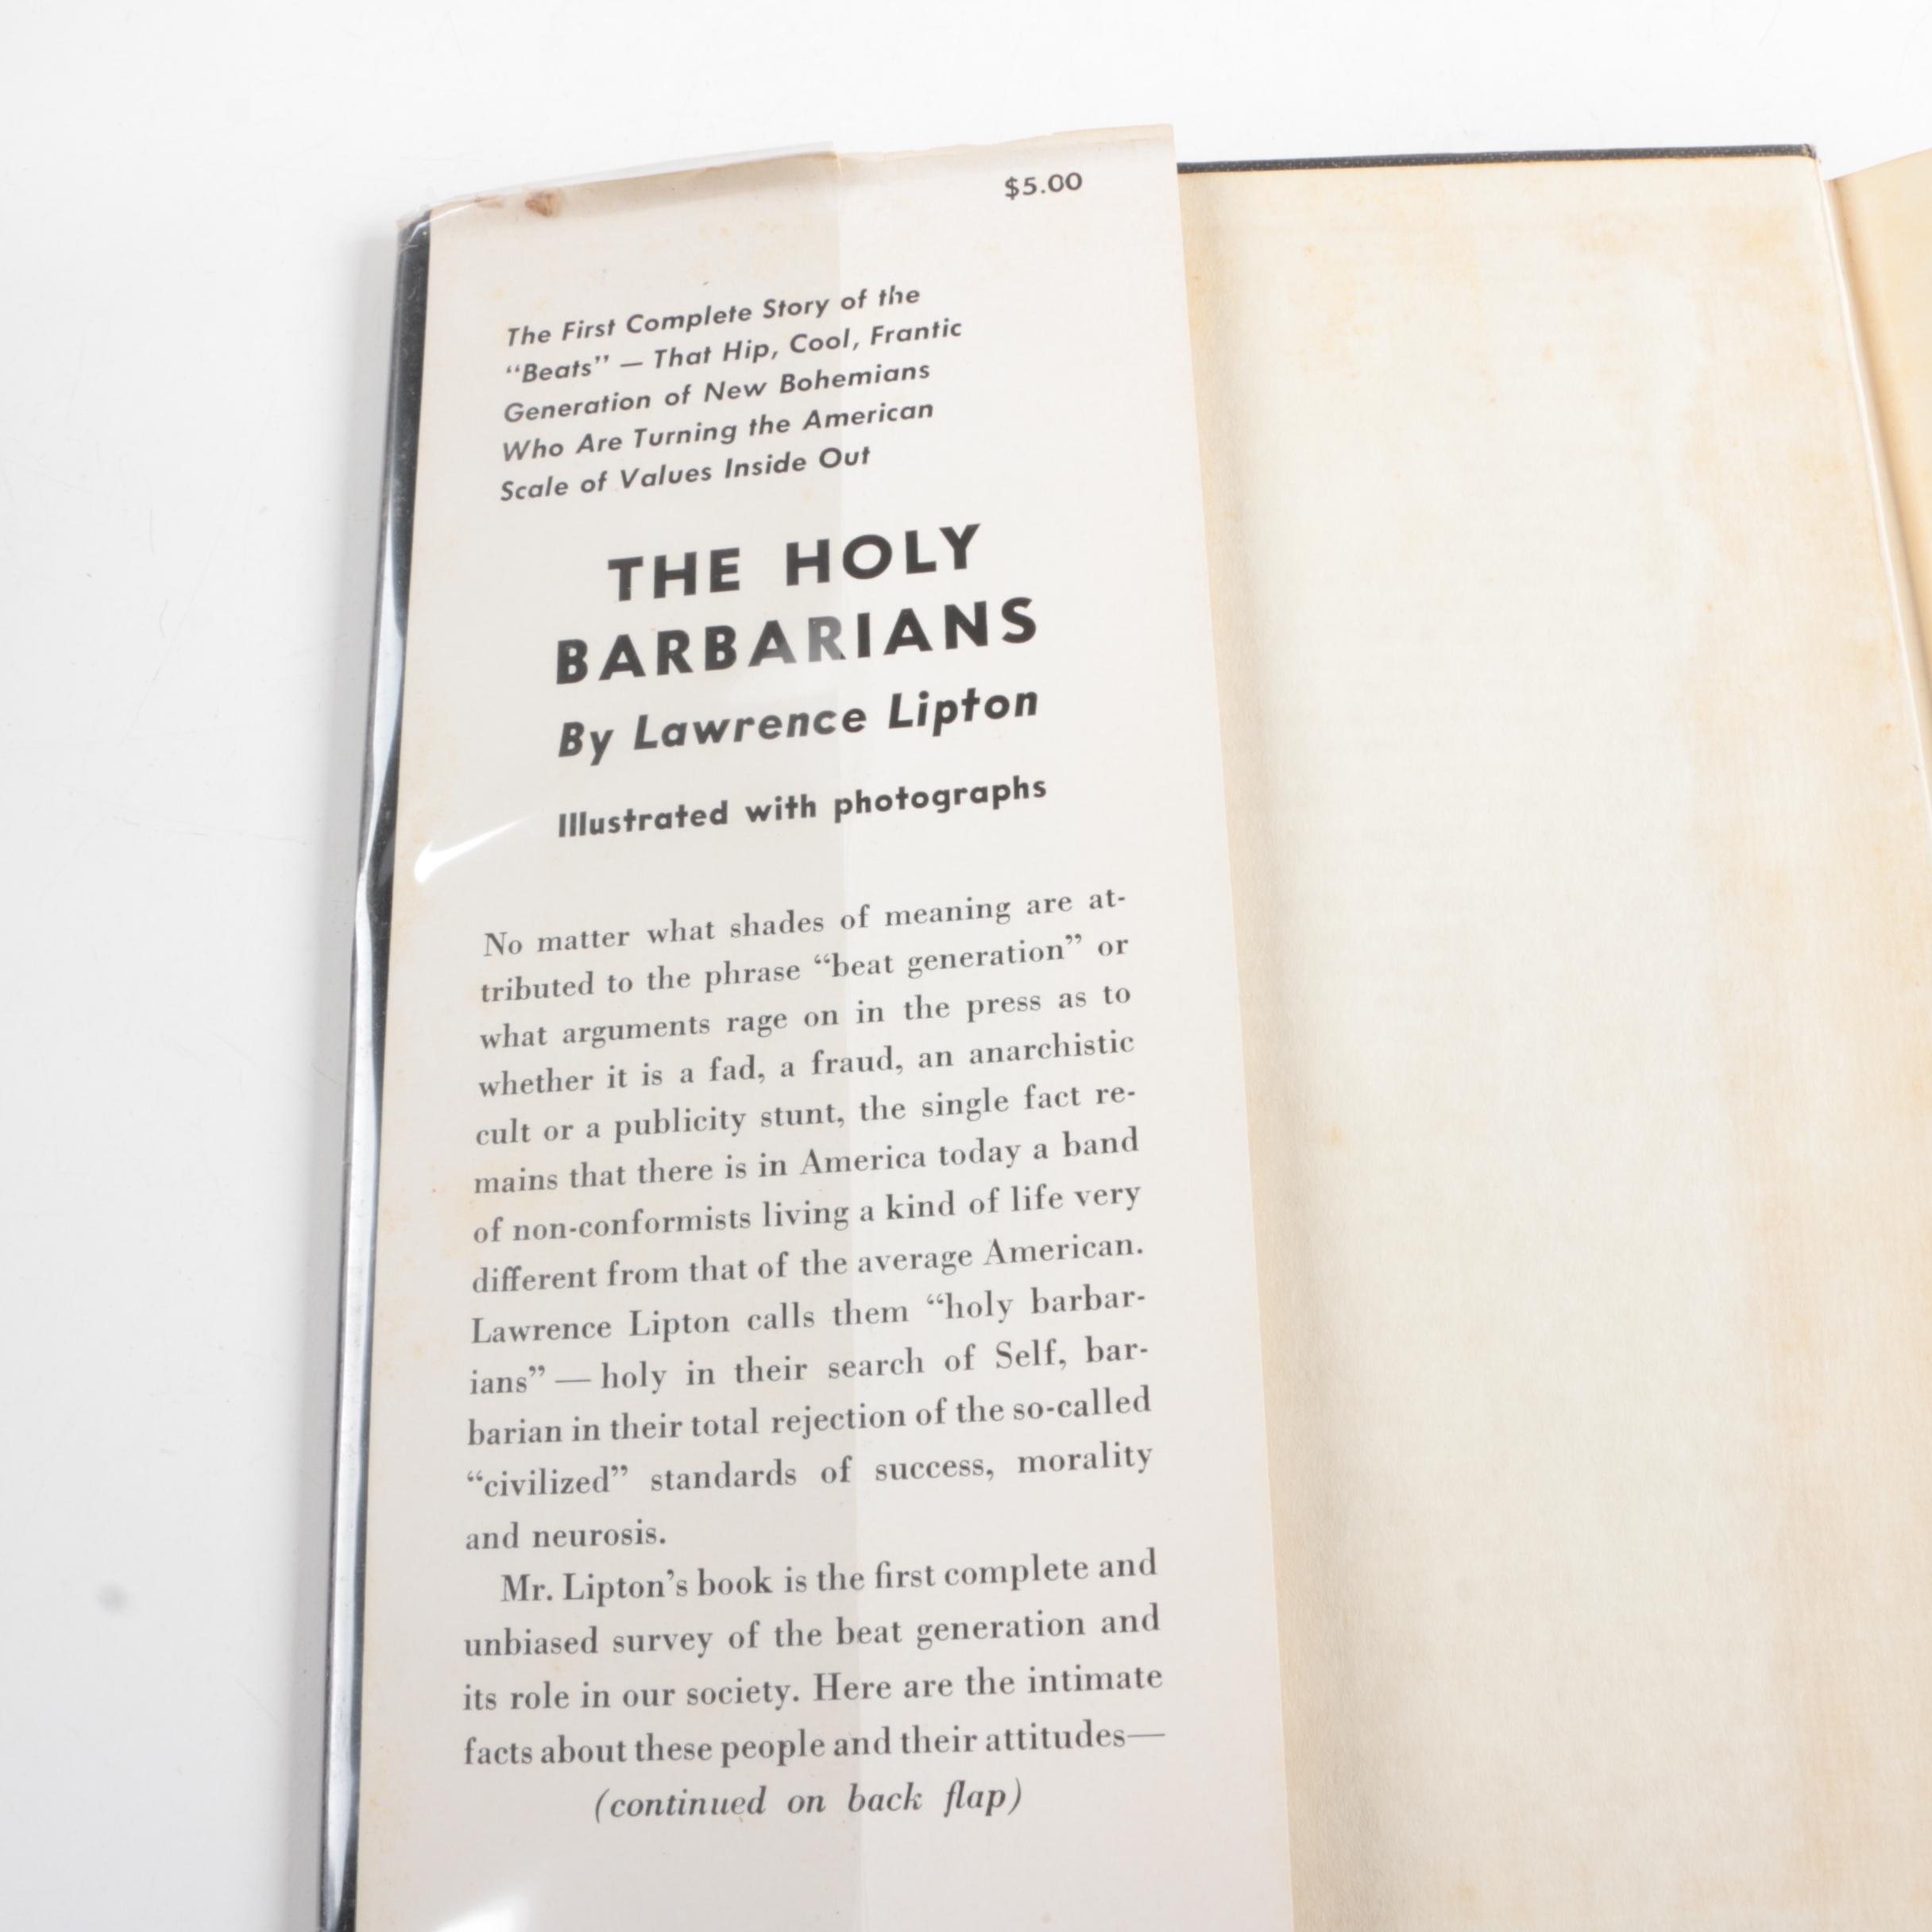 $5.00
The First Complete Story of the
“Beats” — That Hip, Cool, Frantic
Generation of New Bohemians
Who Are Turning the American
Scale of Values Inside Out
THE HOLY
BARBARIANS
By Lawrence Lipton
Illustrated with photographs
No matter what shades of meaning are at-
tributed to the phrase “beat generation” or
what arguments rage on in the press as to
whether it is a fad, a fraud, an anarchistic
cult or a publicity stunt, the single fact re-
mains that there is in America today a band
of non-conformists living a kind of life very
different from that of the average American.
Lawrence Lipton calls them “holy barbar-
ians” — holy in their search of Self, bar-
barian in their total rejection of the so-called
“civilized” standards of success, morality
and neurosis.
Mr. Lipton’s book is the first complete and
unbiased survey of the beat generation and
its role in our society. Here are the intimate
facts about these people and their attitudes—
(continued on back flap)